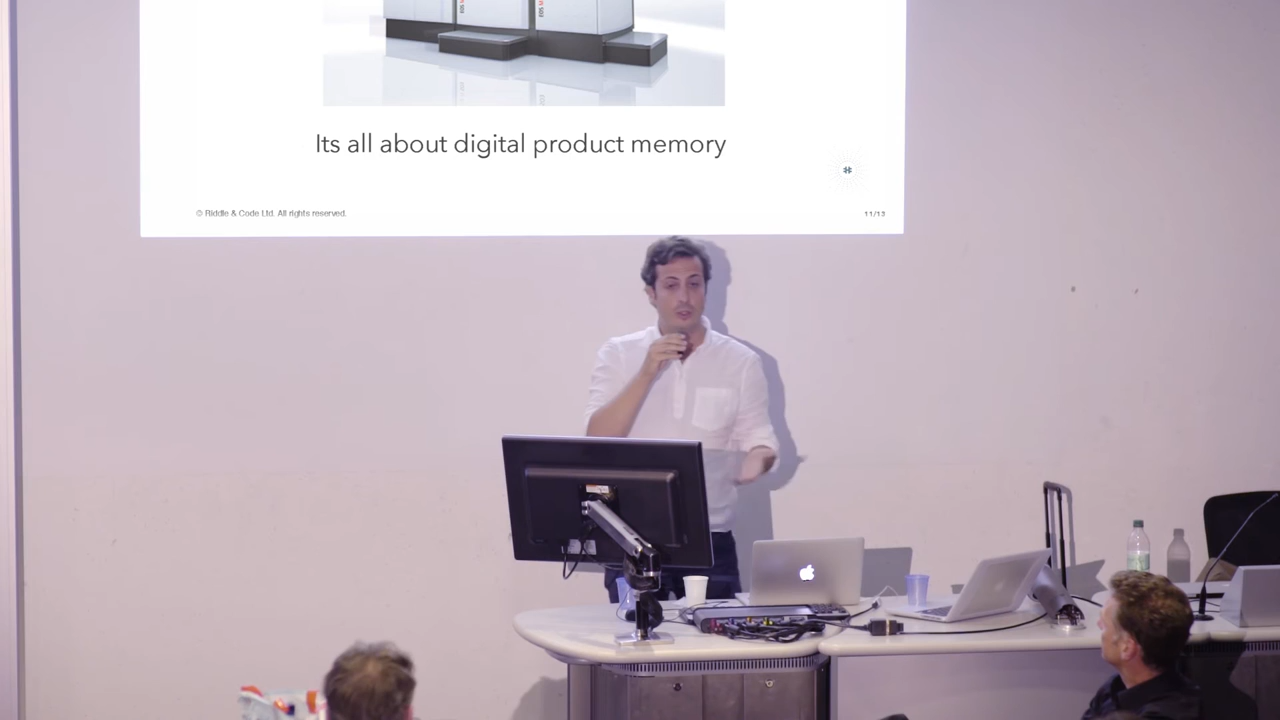 Its all about digital product memory
© Riddle & Code Ltd. All rights reserved.
11/13